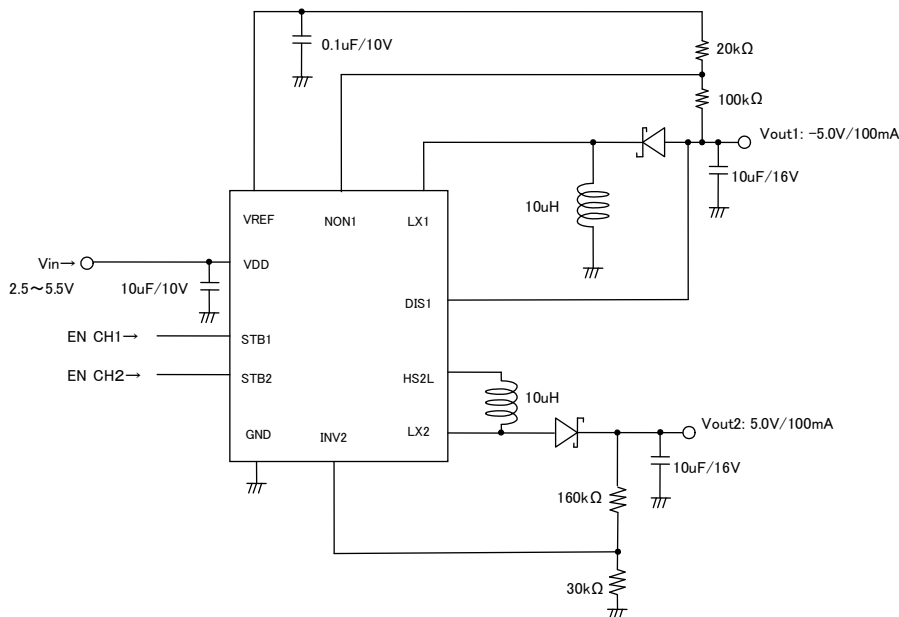 0.1uF/10V
20kΩ
100kΩ
Vout1: -5.0V/100mA
10uF/16V
10uH
VREF
NON1
LX1
Vin→
VDD
2.5~5.5V
10uF/10V
DIS1
EN CH1→
STB1
EN CH2→
STB2
HS2L
10uH
GND
INV2
LX2
Vout2: 5.0V/100mA
10uF/16V
160kΩ
30kΩ